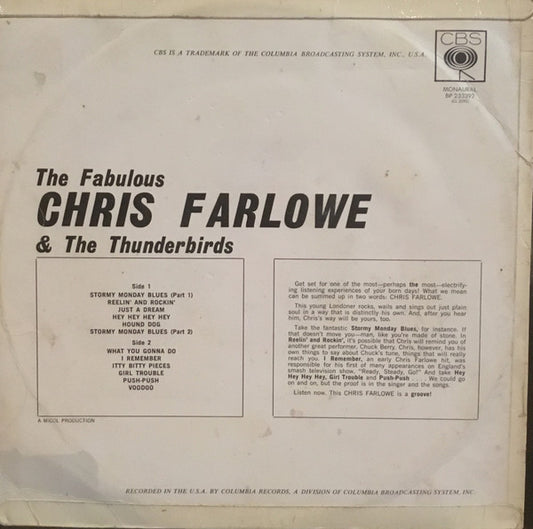 CBS IS A TRADEMARK OF THE COLUMBIA BROADCASTING SYSTEM, INC., U.S.A.
CBS
MONAURAL
BP 233390
The Fabulous
CHRIS FARLOWE
& The Thunderbirds
Side 1
STORMY MONDAY BLUES (Part 1)
REELIN' AND ROCKIN'
JUST A DREAM
HEY HEY HEY HEY
HOUND DOG
STORMY MONDAY BLUES (Part 2)
Side 2
WHAT YOU GONNA DO
I REMEMBER
ITTY BITTY PIECES
GIRL TROUBLE
PUSH-PUSH
VOODOO
Get set for one of the most—perhaps the most—electrify-
ing listening experiences of your born days! What we mean
can be summed up in two words: CHRIS FARLOWE.
This young Londoner rocks, wails and sings out just plain
soul in a way that is distinctly his own. And, after you hear
him, Chris's way will be yours, too.
Take the fantastic Stormy Monday Blues, for instance. If
that doesn't move you—man, like you're made of stone. In
Reelin' and Rockin', it's possible that Chris will remind you of
another great performer, Chuck Berry. Chris, however, has his
own things to say about Chuck's tune, things that will really
reach you. I Remember, an early Chris Farlowe hit, was
responsible for his first of many appearances on England's
smash television show, "Ready, Steady, Go!" And take Hey
Hey Hey Hey, Girl Trouble and Push-Push . . . . We could go
on and on, but the proof is in the singer and the songs.
Listen now. This CHRIS FARLOWE is a groove!
A MICOL PRODUCTION
RECORDED IN THE U.S.A. BY COLUMBIA RECORDS, A DIVISION OF COLUMBIA BROADCASTING SYSTEM, INC.